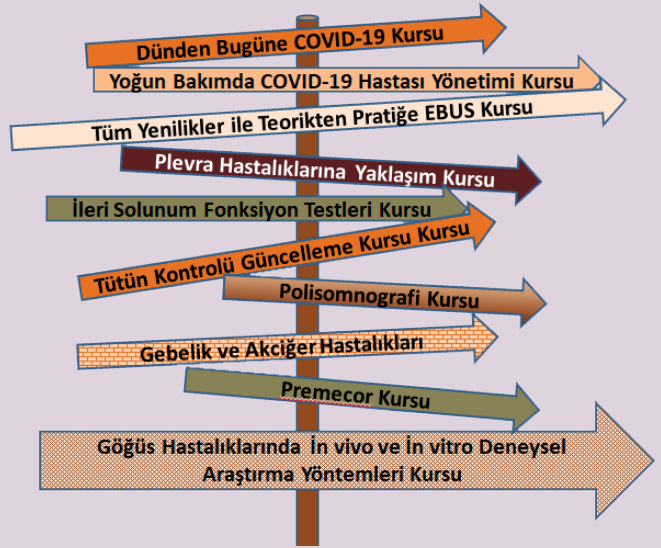 Dünden Bugüne COVID-19 Kursu
Yoğun Bakımda COVID-19 Hastası Yönetimi Kursu
Tüm Yenilikler ile Teorikten Pratiğe EBUS Kursu
Plevra Hastalıklarına Yaklaşım Kursu
İleri Solunum Fonksiyon Testleri Kursu
Tütün Kontrolü Güncelleme Kursu Kursu
Polisomnografi Kursu
Gebelik ve Akciğer Hastalıkları
Premecor Kursu
Göğüs Hastalıklarında İn vivo ve İn vitro Deneysel
Araştırma Yöntemleri Kursu